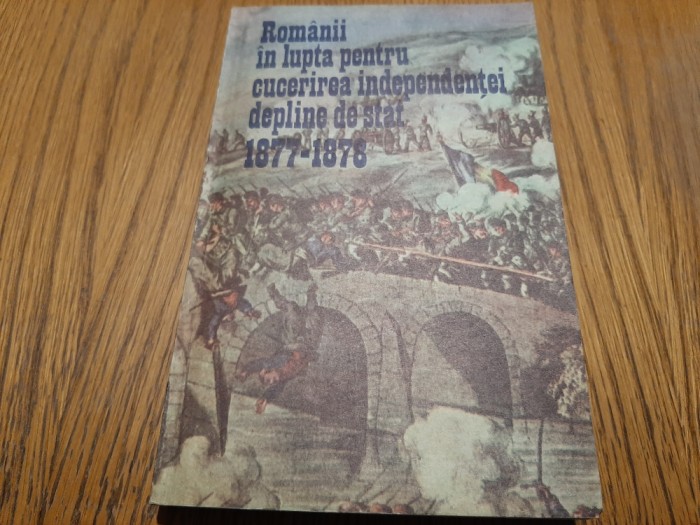 Românii
în lupta pentru
cucerirea independenței
depline de stat
1877-1878